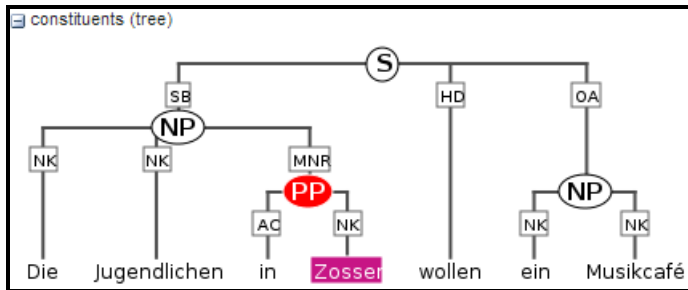 constituents (tree)
S
SB HD OA
NP
NK NK MNR
PP NP
AC NK NK NK
Die Jugendlichen in Zossen wollen ein Musikcafé